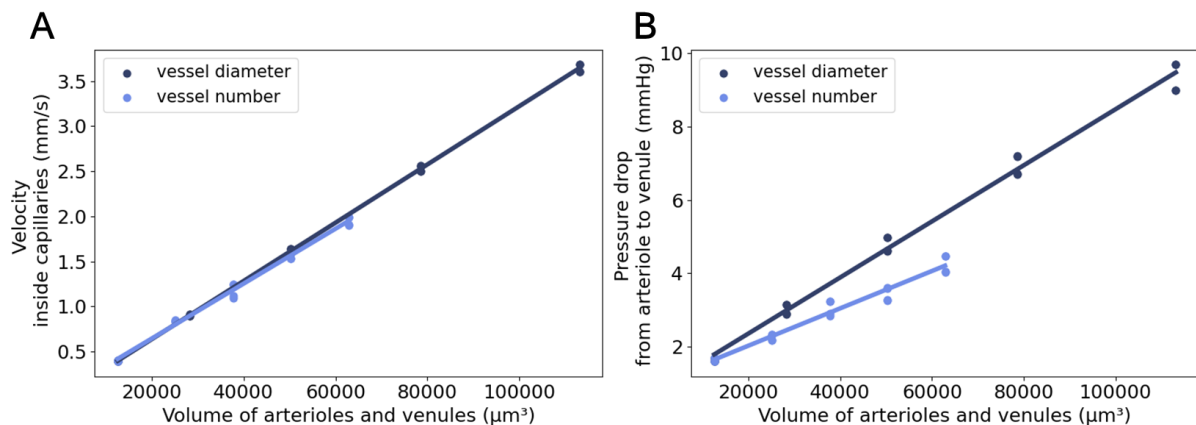 A
Velocity
inside capillaries (mm/s)
3.5
3.0
2.5
2.0
1.5
1.0
0.5
vessel diameter
vessel number
20000 40000 60000 80000 100000
Volume of arterioles and venules (μm³)
B
Pressure drop
from arteriole to venule (mmHg)
10
8
6
4
2
vessel diameter
vessel number
20000 40000 60000 80000 100000
Volume of arterioles and venules (μm³)